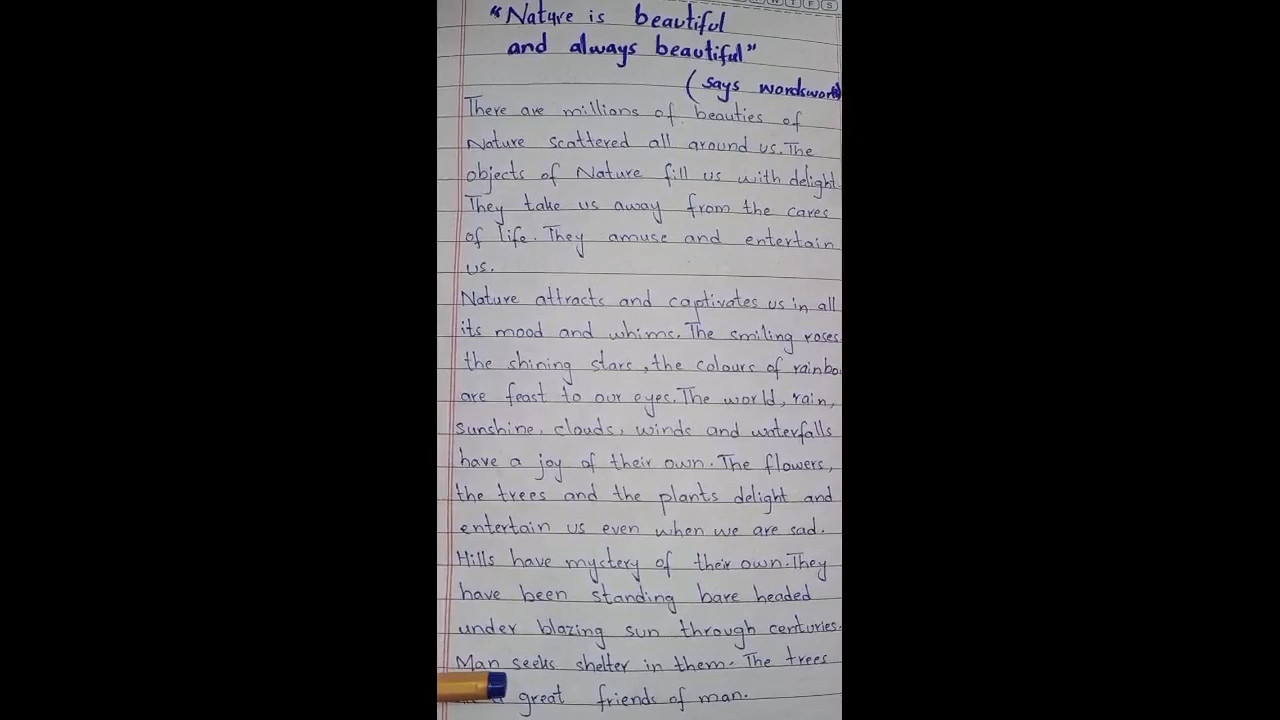 “Nature is beautiful
and always beautiful”
(says wordsworth)
There are millions of beauties of
Nature scattered all around us. The
objects of Nature fill us with delight.
They take us away from the cares
of life. They amuse and entertain
us.
Nature attracts and captivates us in all
its mood and whims. The smiling roses
the shining stars, the colours of rainbo
are feast to our eyes. The world, rain,
sunshine, clouds, winds and waterfalls
have a joy of their own. The flowers,
the trees and the plants delight and
entertain us even when we are sad.
Hills have mystery of their own. They
have been standing bare headed
under blazing sun through centuries.
Man seeks shelter in them. The trees
great friends of man.